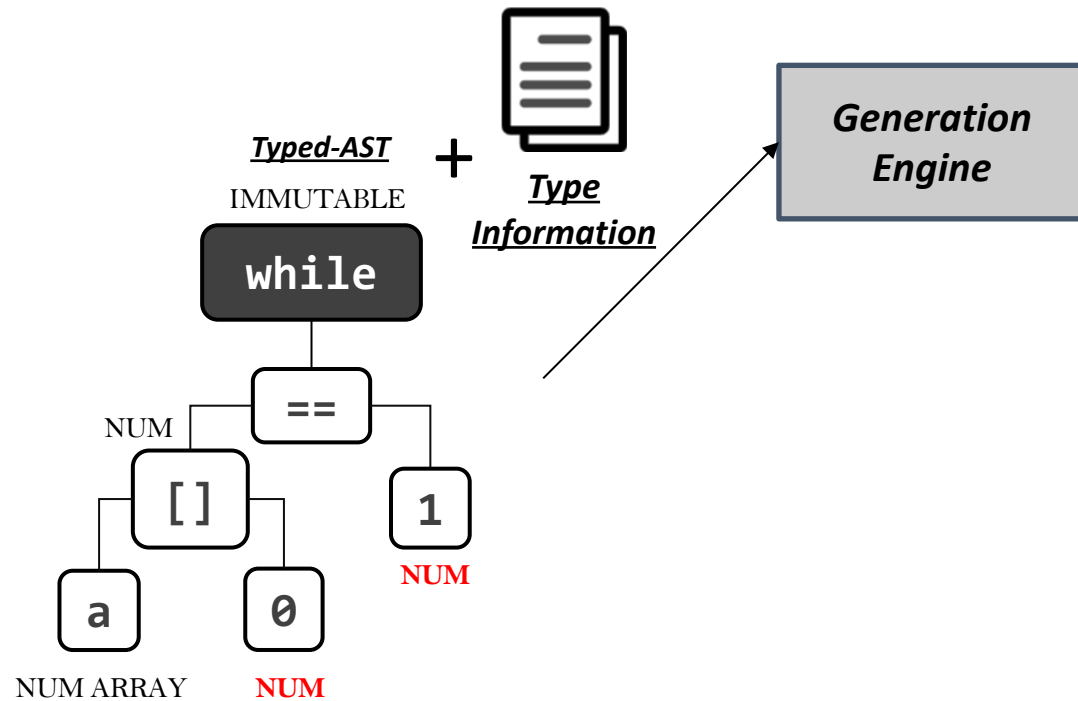 Typed-AST
+
Type
Information
Generation
Engine
IMMUTABLE
while
==
NUM
[]
1
NUM
a
0
NUM ARRAY
NUM